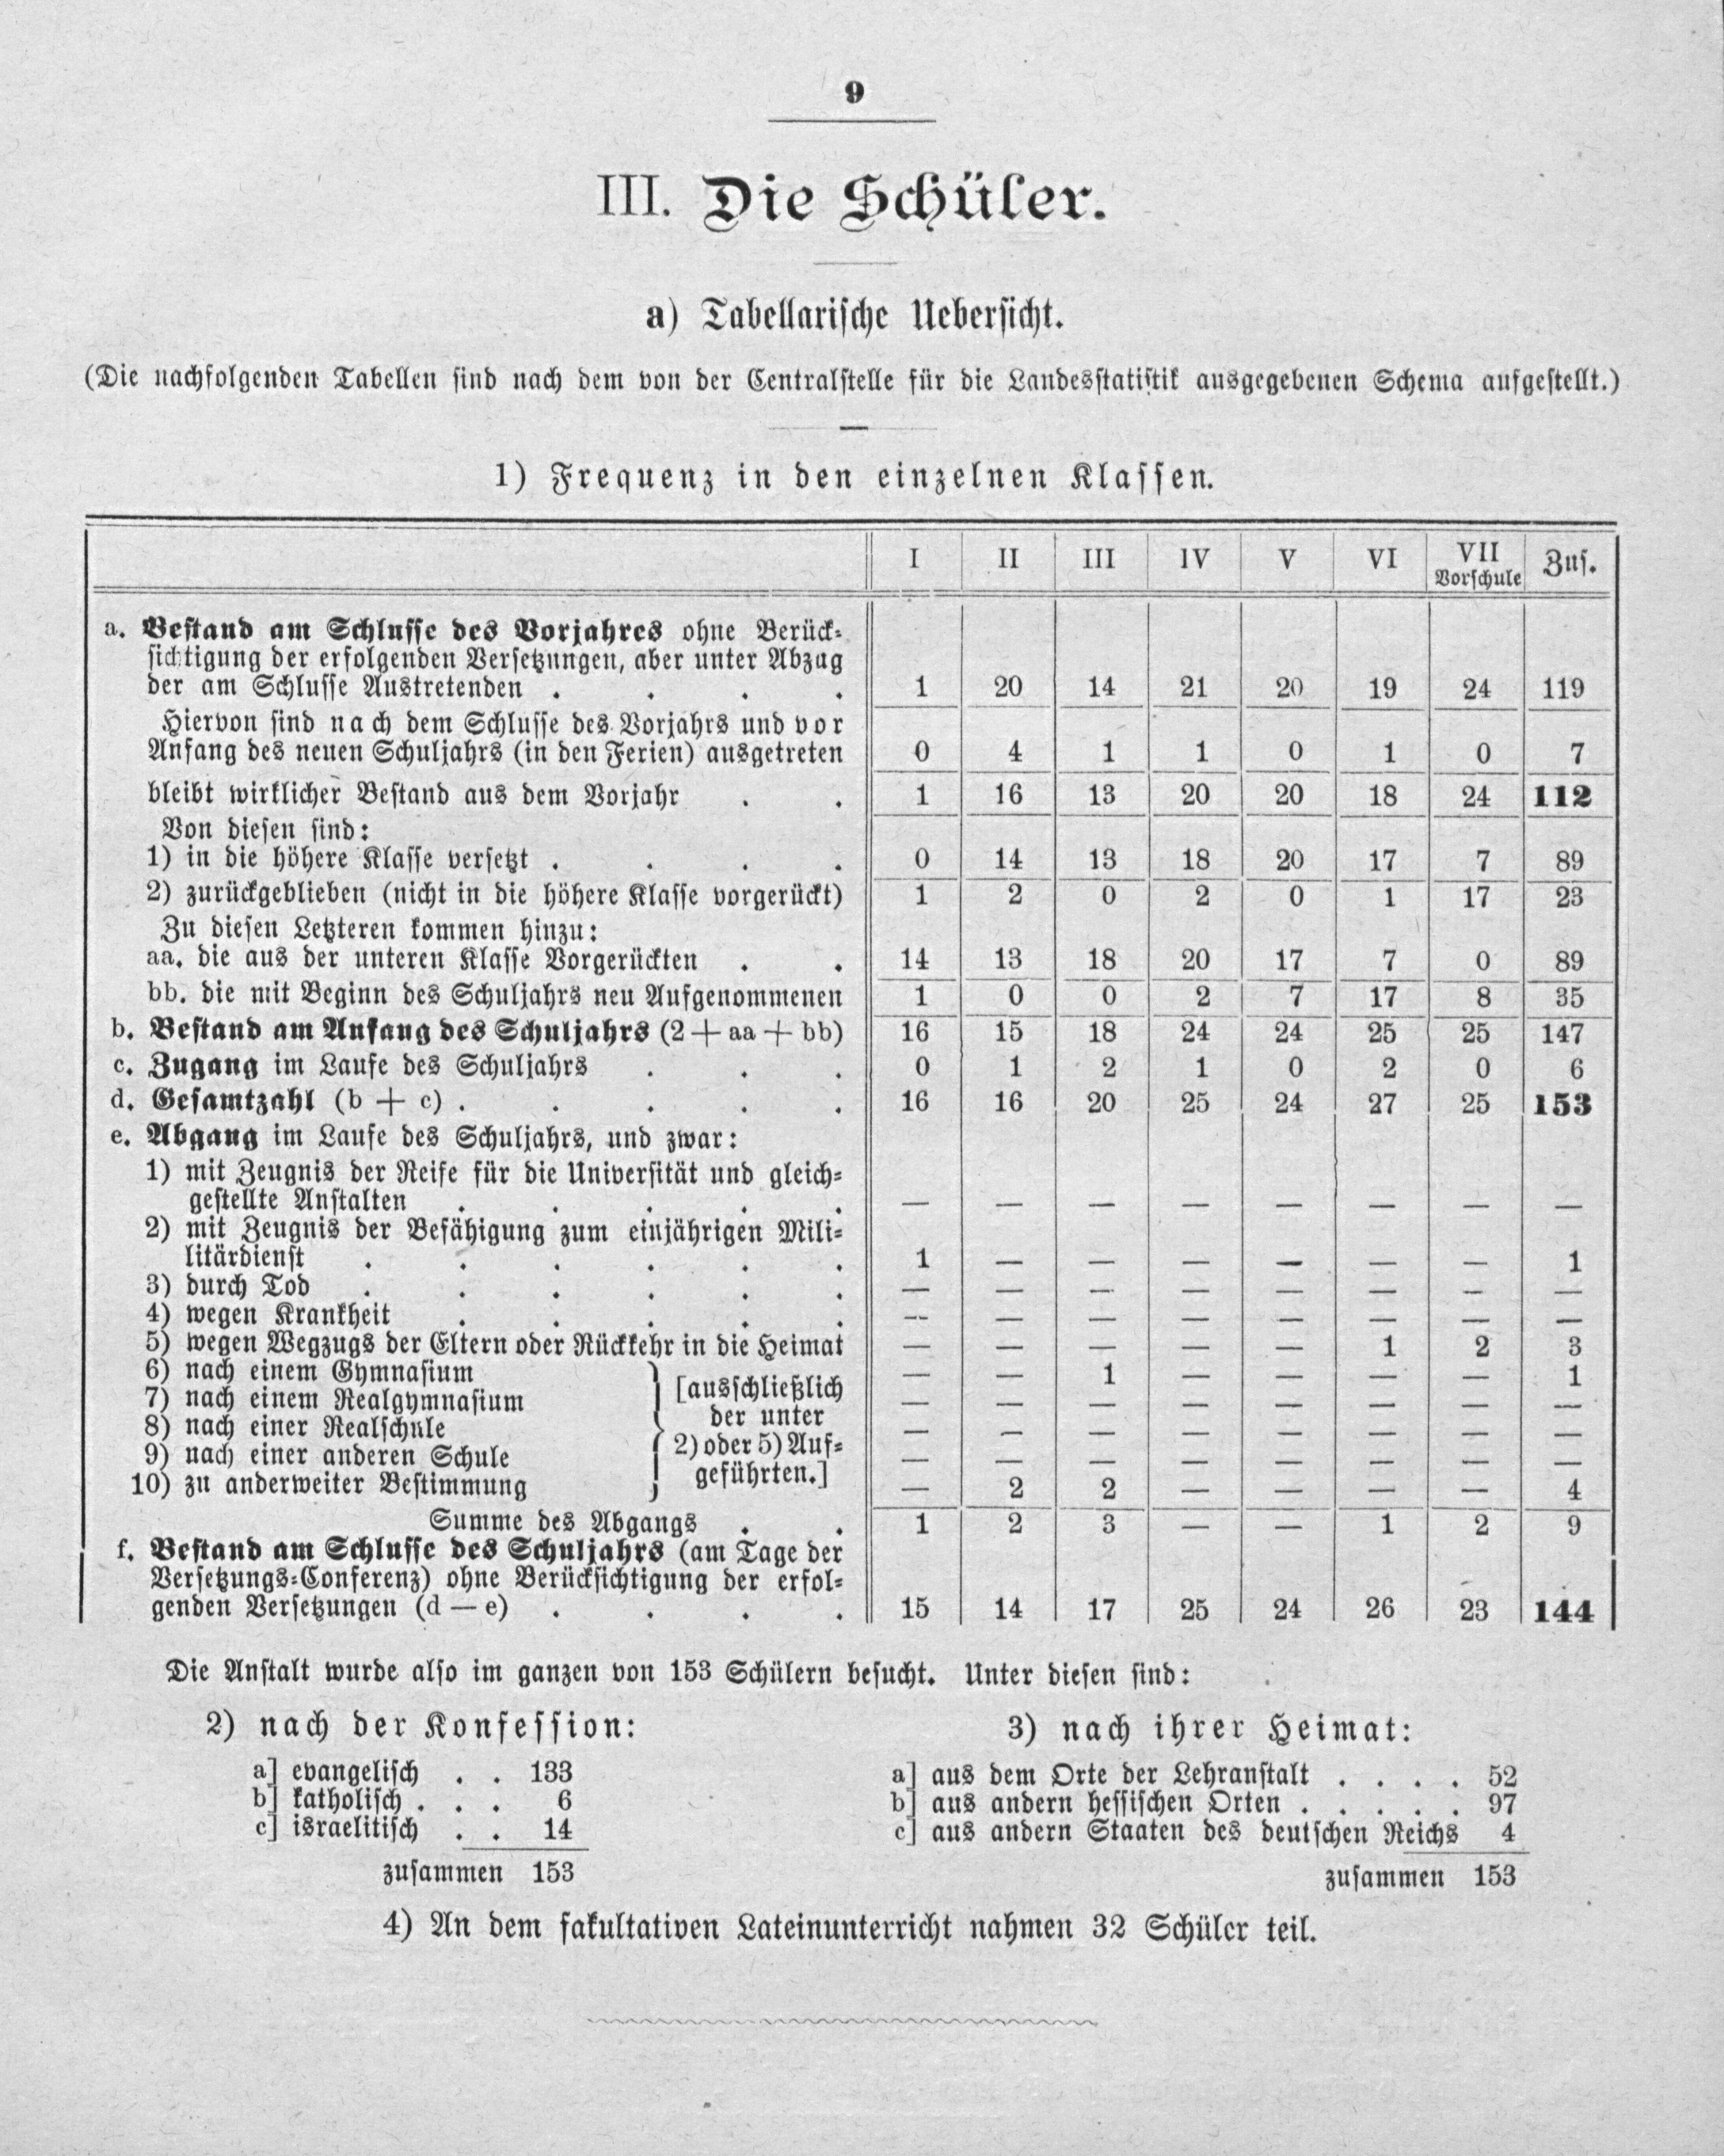 9
III. Die Schüler.
a) Tabellarische Uebersicht.
(Die nachfolgenden Tabellen sind nach dem von der Centralstelle für die Landesstatistik ausgegebenen Schema aufgestellt.)
1) Frequenz in den einzelnen Klassen.
I II III IV V VI VII Vorschule Zus.
a. Bestand am Schlusse des Vorjahres ohne Berück-
sichtigung der erfolgenden Versetzungen, aber unter Abzug
der am Schlusse Austretenden . . . . 1 20 14 21 20 19 24 119
Hiervon sind nach dem Schlusse des Vorjahrs und vor
Anfang des neuen Schuljahrs (in den Ferien) ausgetreten 0 4 1 1 0 1 0 7
bleibt wirklicher Bestand aus dem Vorjahr . . 1 16 13 20 20 18 24 112
Von diesen sind:
1) in die höhere Klasse versetzt . . . . 0 14 13 18 20 17 7 89
2) zurückgeblieben (nicht in die höhere Klasse vorgerückt) 1 2 0 2 0 1 17 23
Zu diesen Letzteren kommen hinzu:
aa. die aus der unteren Klasse Vorgerückten . . 14 13 18 20 17 7 0 89
bb. die mit Beginn des Schuljahrs neu Aufgenommenen 1 0 0 2 7 17 8 35
b. Bestand am Anfang des Schuljahrs (2 + aa + bb) 16 15 18 24 24 25 25 147
c. Zugang im Laufe des Schuljahrs . . . 0 1 2 1 0 2 0 6
d. Gesamtzahl (b + c) . . . . . 16 16 20 25 24 27 25 153
e. Abgang im Laufe des Schuljahrs, und zwar:
1) mit Zeugnis der Reife für die Universität und gleich-
gestellte Anstalten . . . . . — — — — — — — —
2) mit Zeugnis der Befähigung zum einjährigen Mili-
litärdienst . . . . . . 1 — — — — — — 1
3) durch Tod . . . . . . — — — — — — — —
4) wegen Krankheit . . . . . — — — — — — — —
5) wegen Wegzugs der Eltern oder Rückkehr in die Heimat — — — — — 1 2 3
6) nach einem Gymnasium — — 1 — — — — 1
7) nach einem Realgymnasium [ausschließlich — — — — — — — —
8) nach einer Realschule der unter — — — — — — — —
9) nach einer anderen Schule 2) oder 5) Auf- — — — — — — — —
10) zu anderweiter Bestimmung geführten.] — 2 2 — — — — 4
Summe des Abgangs . . 1 2 3 — — 1 2 9
f. Bestand am Schlusse des Schuljahrs (am Tage der
Versetzungs-Conferenz) ohne Berücksichtigung der erfol-
genden Versetzungen (d — e) . . . . 15 14 17 25 24 26 23 144
Die Anstalt wurde also im ganzen von 153 Schülern besucht. Unter diesen sind:
2) nach der Konfession:
a] evangelisch . . 133
b] katholisch . . . 6
c] israelitisch . . 14
zusammen 153
3) nach ihrer Heimat:
a] aus dem Orte der Lehranstalt . . . . 52
b] aus andern hessischen Orten . . . . . 97
c] aus andern Staaten des deutschen Reichs 4
zusammen 153
4) An dem fakultativen Lateinunterricht nahmen 32 Schüler teil.